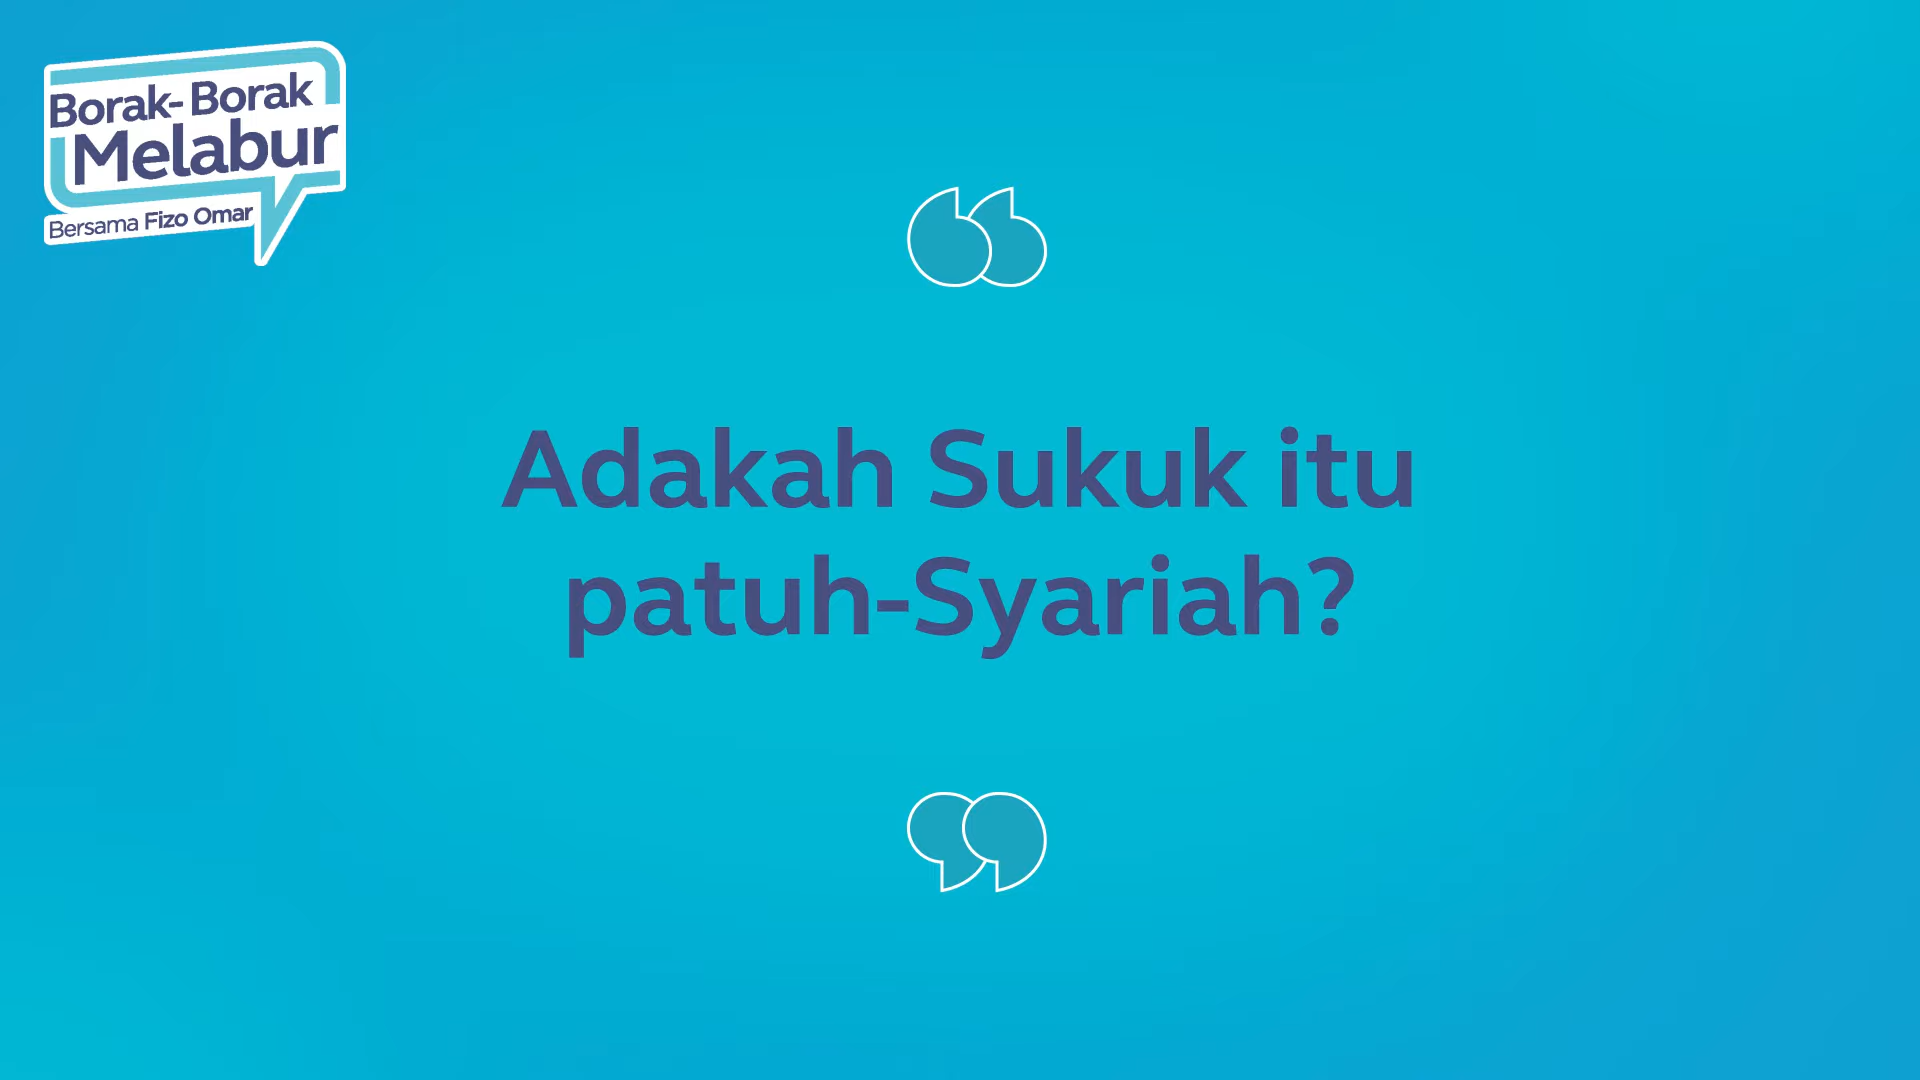 Borak-Borak
Melabur
Bersama Fizo Omar
Adakah Sukuk itu
patuh-Syariah?